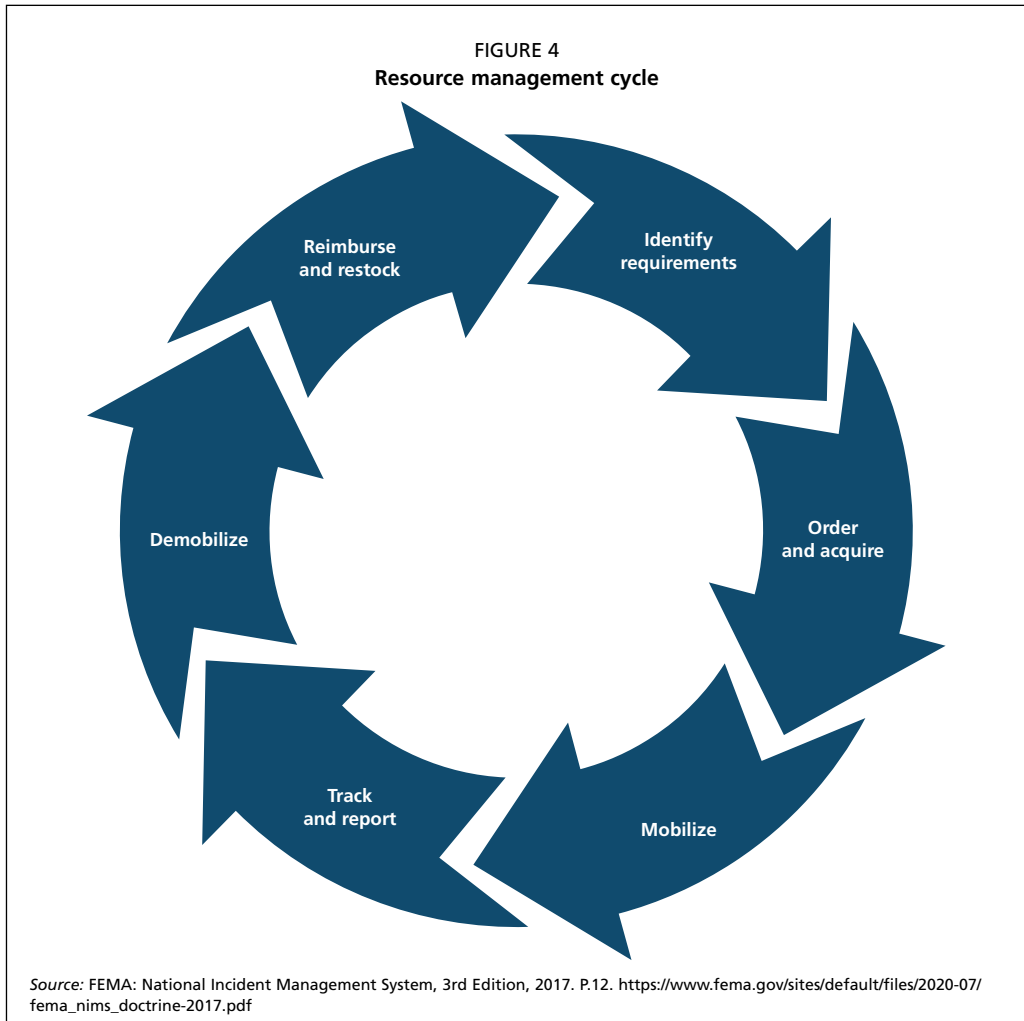 FIGURE 4
Resource management cycle
Identify
requirements
Order
and acquire
Mobilize
Track
and report
Demobilize
Reimburse
and restock
Source: FEMA: National Incident Management System, 3rd Edition, 2017. P.12. https://www.fema.gov/sites/default/files/2020-07/
fema_nims_doctrine-2017.pdf